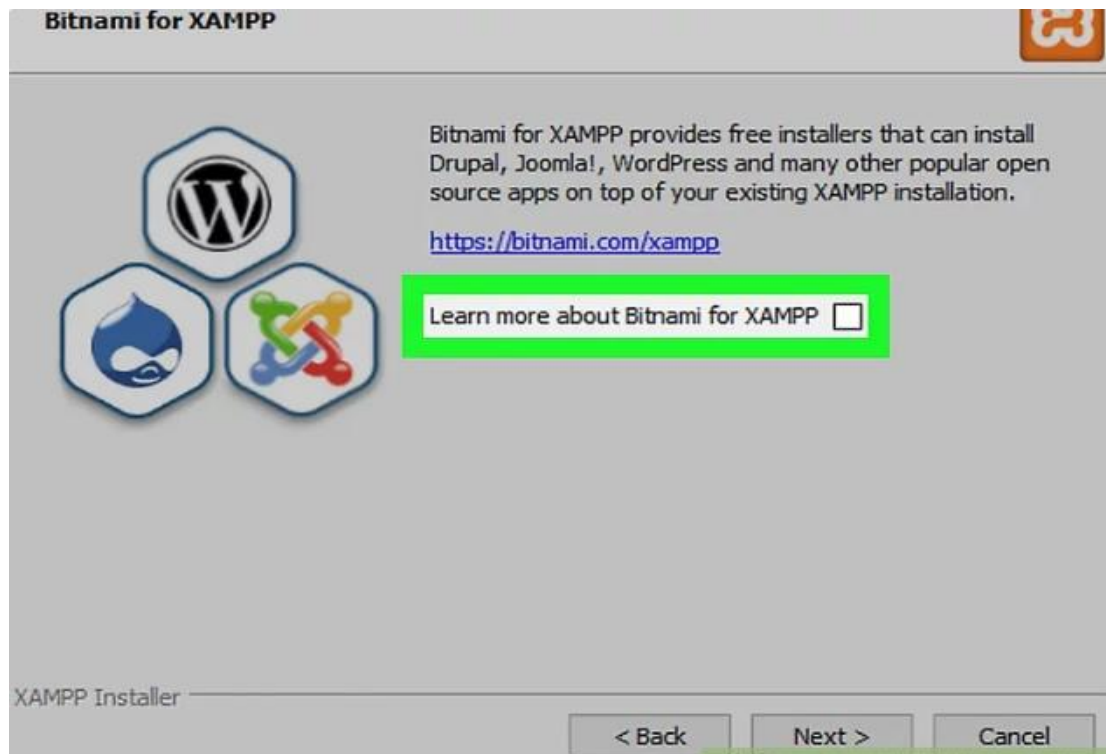 Bitnami for XAMPP
Bitnami for XAMPP provides free installers that can install
Drupal, Joomla!, WordPress and many other popular open
source apps on top of your existing XAMPP installation.
https://bitnami.com/xampp
Learn more about Bitnami for XAMPP
XAMPP Installer
< Back Next > Cancel